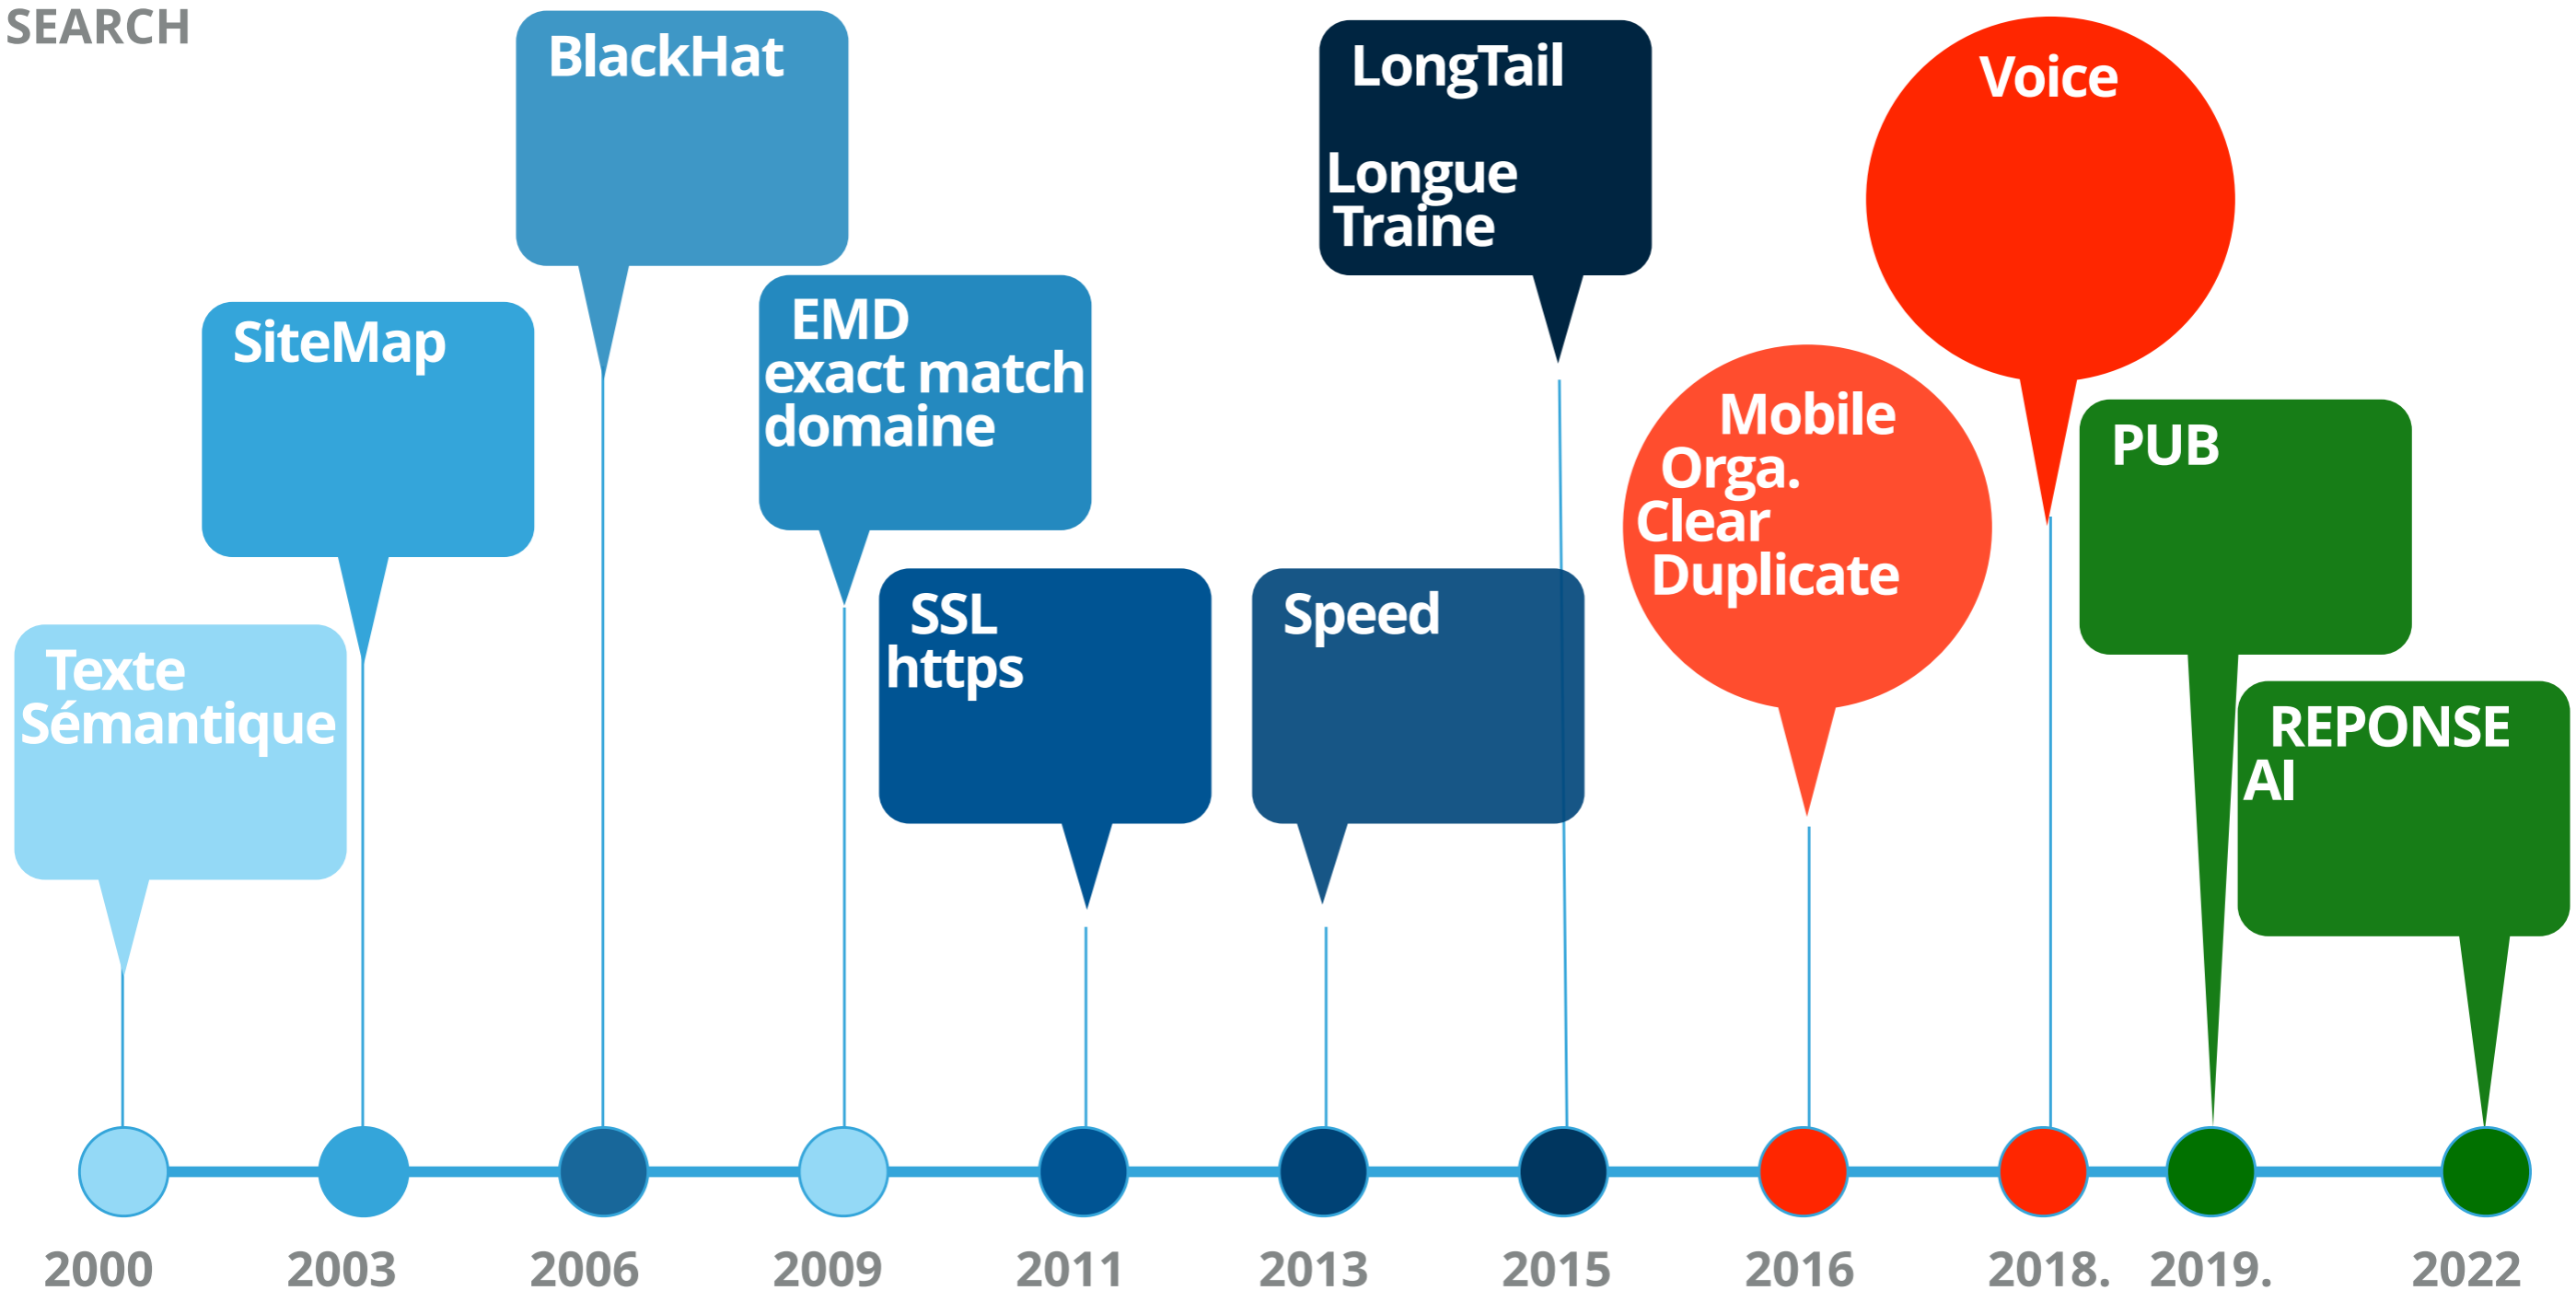 SEARCH
Texte
Sémantique
SiteMap
BlackHat
EMD
exact match
domaine
SSL
https
Speed
LongTail
Longue
Traine
Mobile
Orga.
Clear
Duplicate
Voice
PUB
REPONSE
AI
2000
2003
2006
2009
2011
2013
2015
2016
2018.
2019.
2022